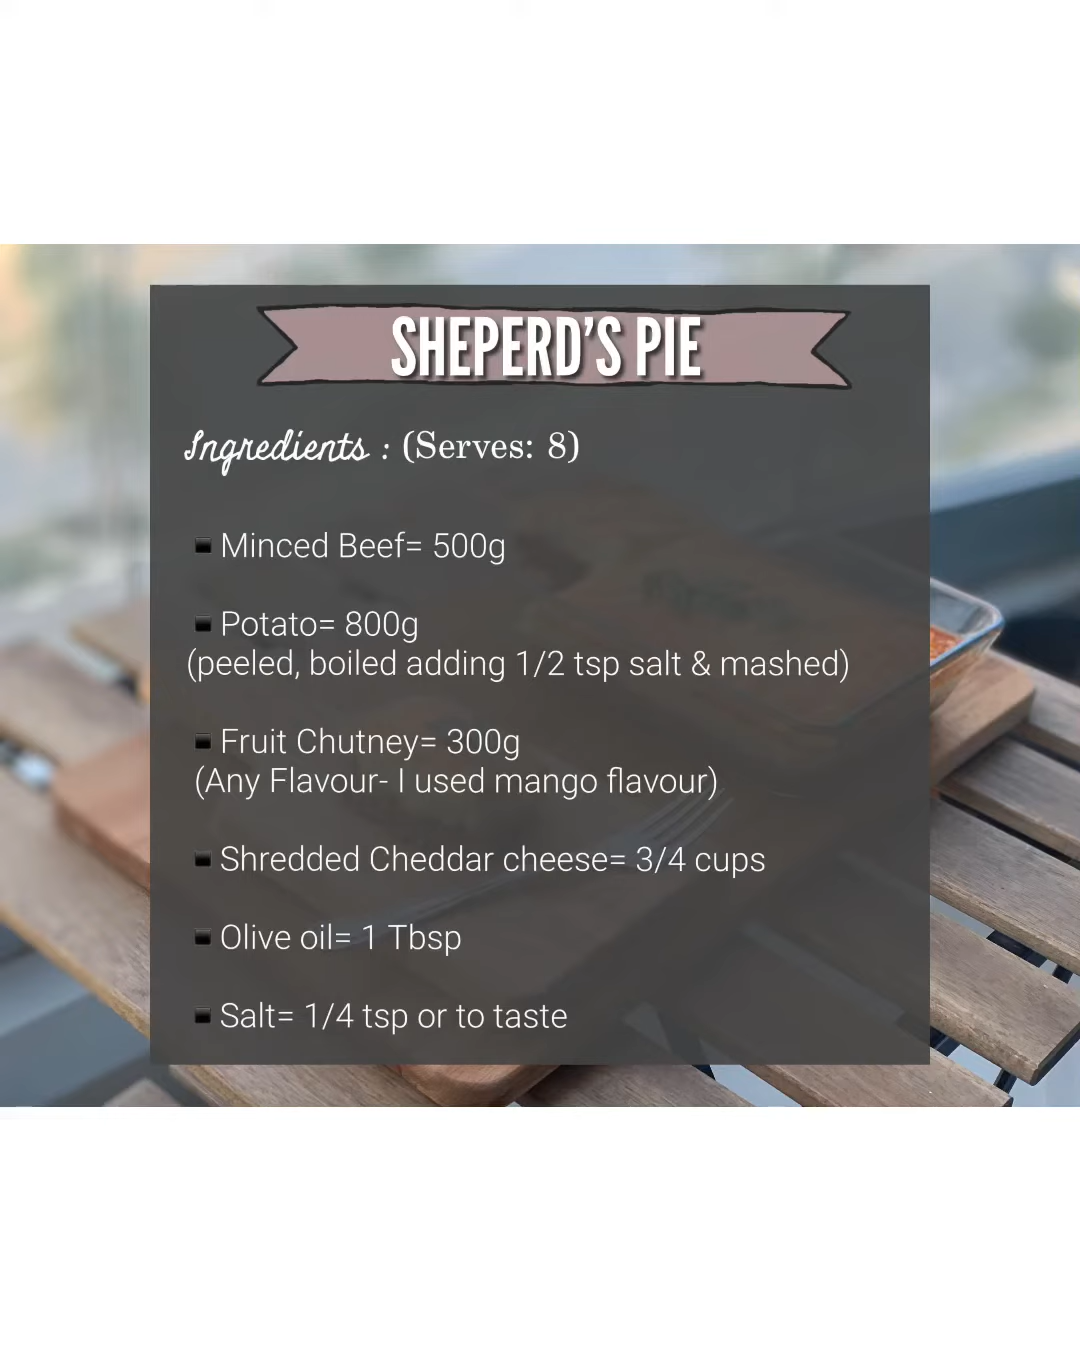 SHEPERD'S PIE
Ingredients : (Serves: 8)
▪ Minced Beef= 500g
▪ Potato= 800g
(peeled, boiled adding 1/2 tsp salt & mashed)
▪ Fruit Chutney= 300g
(Any Flavour- I used mango flavour)
▪ Shredded Cheddar cheese= 3/4 cups
▪ Olive oil= 1 Tbsp
▪ Salt= 1/4 tsp or to taste